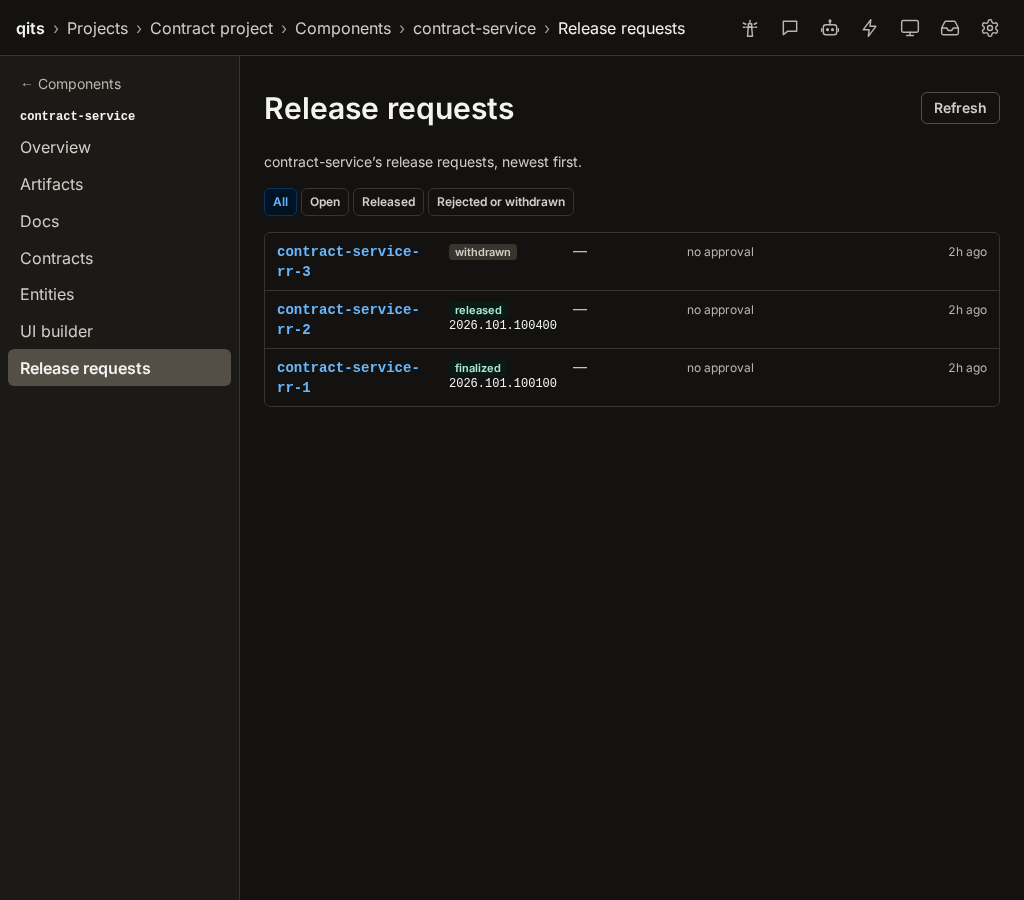 qits › Projects › Contract project › Components › contract-service › Release requests
← Components
contract-service
Overview
Artifacts
Docs
Contracts
Entities
UI builder
Release requests
Release requests
Refresh
contract-service’s release requests, newest first.
All Open Released Rejected or withdrawn
contract-service-rr-3 withdrawn — no approval 2h ago
contract-service-rr-2 released 2026.101.100400 — no approval 2h ago
contract-service-rr-1 finalized 2026.101.100100 — no approval 2h ago